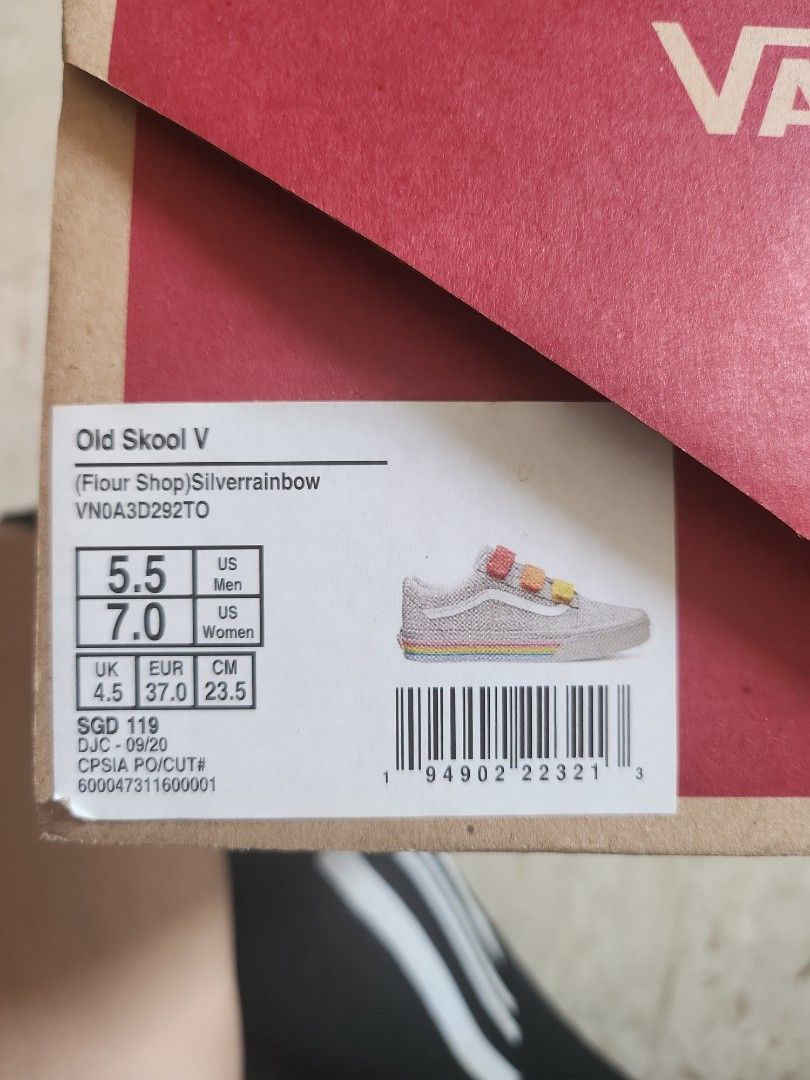 VA
Old Skool V
(Flour Shop)Silverrainbow
VN0A3D292TO
5.5 US Men
7.0 US Women
UK EUR CM
4.5 37.0 23.5
SGD 119
DJC - 09/20
CPSIA PO/CUT#
600047311600001
1 94902 22321 3